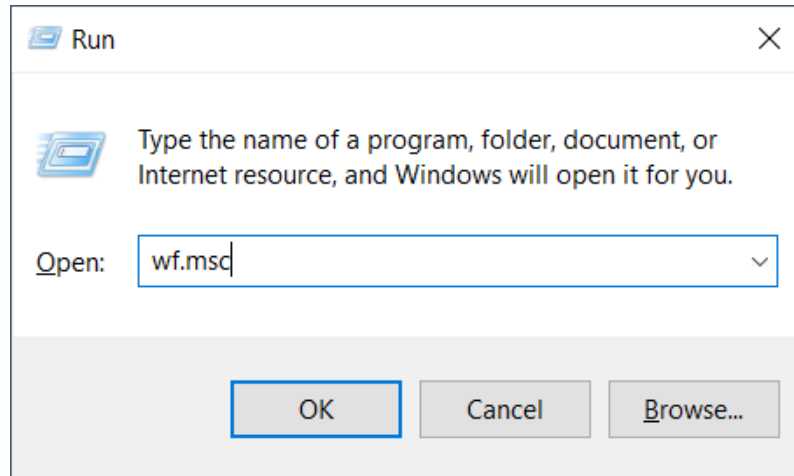 Run
Type the name of a program, folder, document, or
Internet resource, and Windows will open it for you.
Open: wf.msc
OK Cancel Browse...